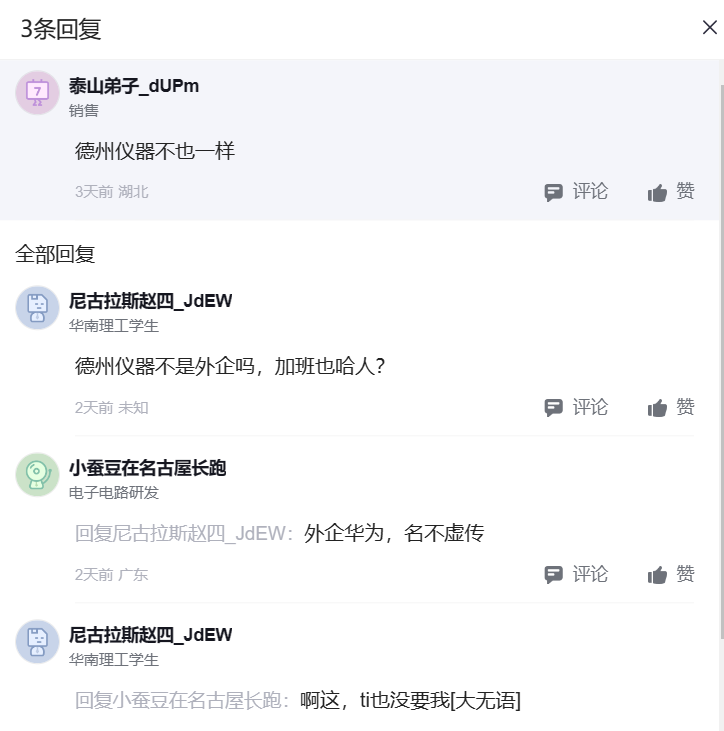 3条回复
7
泰山弟子_dUPm
销售
德州仪器不也一样
3天前 湖北
评论 赞
全部回复
尼古拉斯赵四_JdEW
华南理工学生
德州仪器不是外企吗，加班也哈人？
2天前 未知
评论 赞
小蚕豆在名古屋长跑
电子电路研发
回复尼古拉斯赵四_JdEW：外企华为，名不虚传
2天前 广东
评论 赞
尼古拉斯赵四_JdEW
华南理工学生
回复小蚕豆在名古屋长跑：啊这，ti也没要我[大无语]